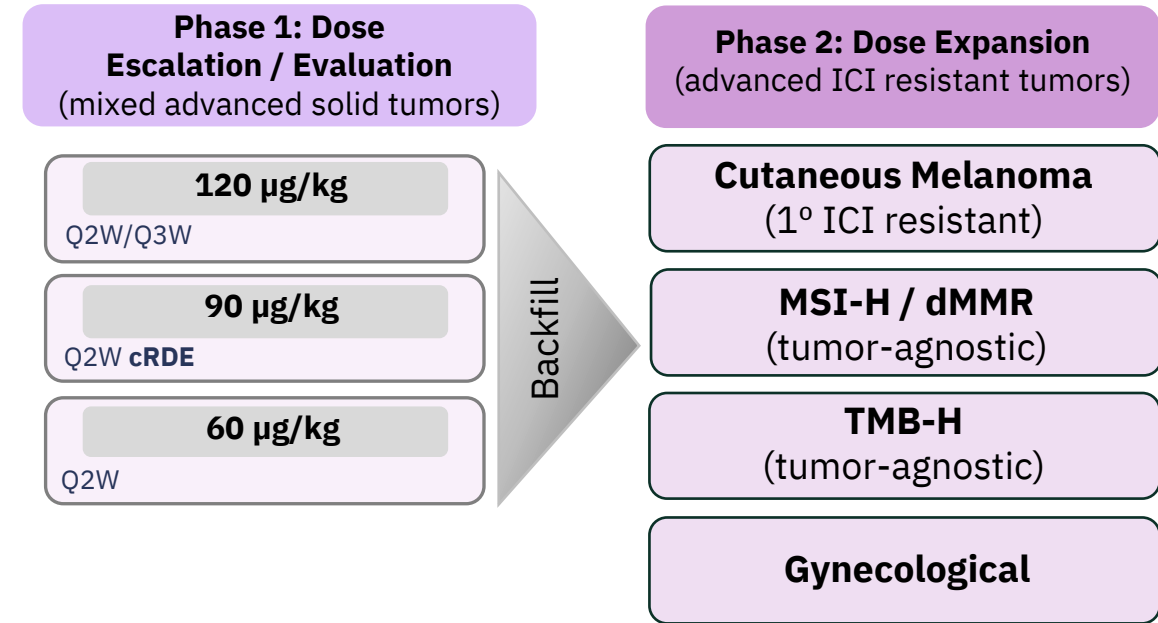 Phase 1: Dose
Escalation / Evaluation
(mixed advanced solid tumors)
120 µg/kg
Q2W/Q3W
90 µg/kg
Q2W cRDE
60 µg/kg
Q2W
Backfill
Phase 2: Dose Expansion
(advanced ICI resistant tumors)
Cutaneous Melanoma
(1º ICI resistant)
MSI-H / dMMR
(tumor-agnostic)
TMB-H
(tumor-agnostic)
Gynecological